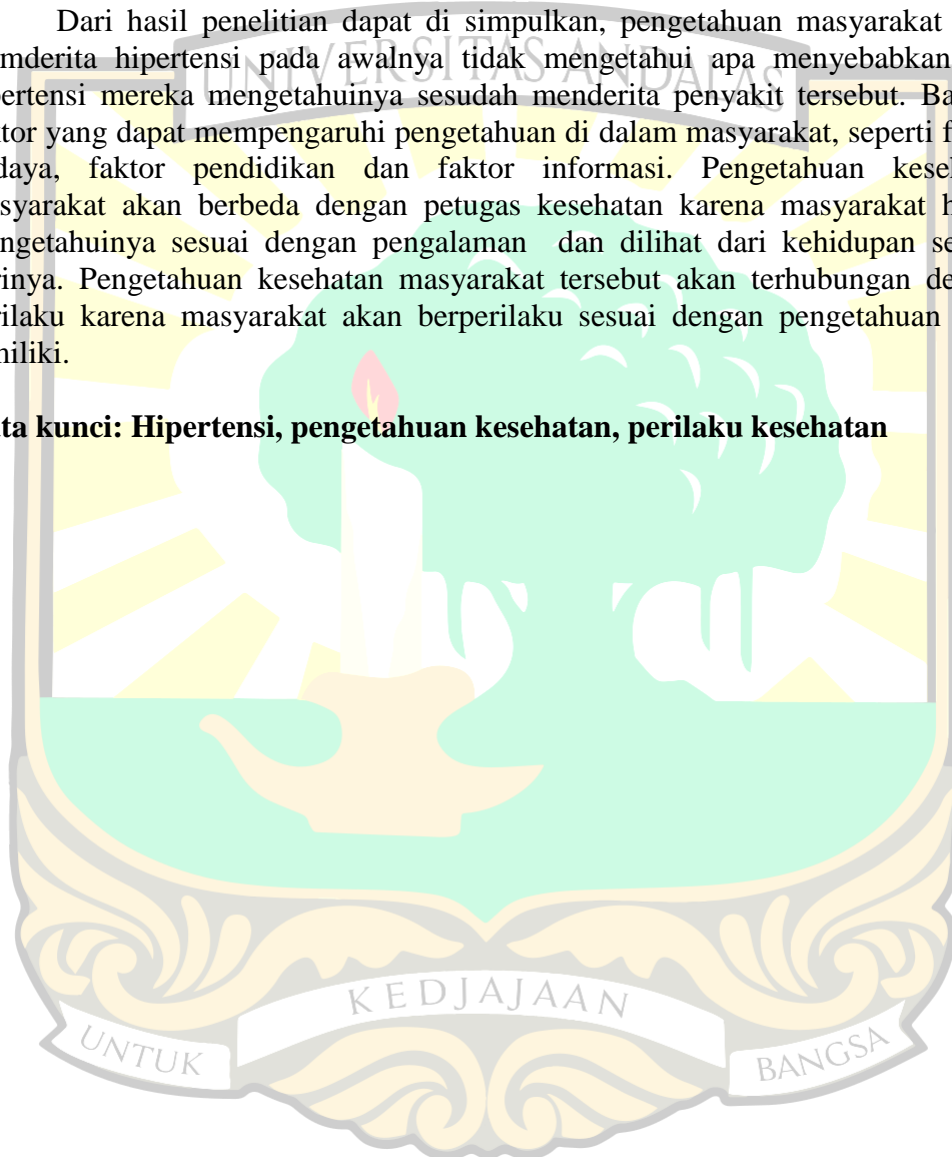 UNIVERSITAS ANDALAS
Dari hasil penelitian dapat di simpulkan, pengetahuan masyarakat
mderita hipertensi pada awalnya tidak mengetahui apa menyebabkan
pertensi mereka mengetahuinya sesudah menderita penyakit tersebut. Ba
ktor yang dapat mempengaruhi pengetahuan di dalam masyarakat, seperti f
daya, faktor pendidikan dan faktor informasi. Pengetahuan keseh
syarakat akan berbeda dengan petugas kesehatan karena masyarakat h
ngetahuinya sesuai dengan pengalaman dan dilihat dari kehidupan se
rinya. Pengetahuan kesehatan masyarakat tersebut akan terhubungan de
rilaku karena masyarakat akan berperilaku sesuai dengan pengetahuan
miliki.
ta kunci: Hipertensi, pengetahuan kesehatan, perilaku kesehatan
UNTUK KEDJAJAAN BANGSA